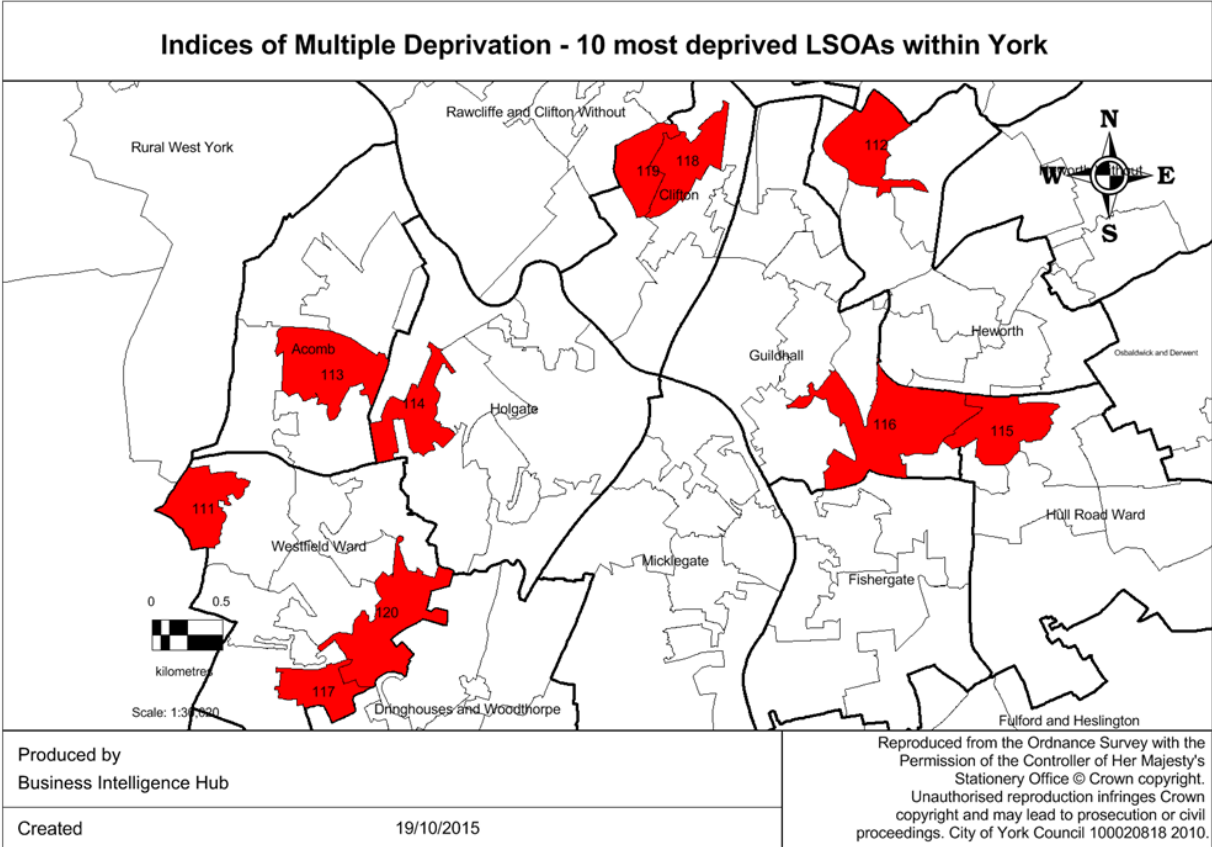 Indices of Multiple Deprivation - 10 most deprived LSOAs within York
Rawcliffe and Clifton Without
Rural West York
N
W E
S
112
119
118
Clifton
Acomb
113
114
Holgate
Guildhall
Heworth
Osbaldwick and Derwent
116
115
111
Westfield Ward
Hull Road Ward
Micklegate
Fishergate
0 0.5
kilometres
120
117
Scale:
Dringhouses and Woodthorpe
Fulford and Heslington
Produced by
Business Intelligence Hub
Created 19/10/2015
Reproduced from the Ordnance Survey with the
Permission of the Controller of Her Majesty's
Stationery Office © Crown copyright.
Unauthorised reproduction infringes Crown
copyright and may lead to prosecution or civil
proceedings. City of York Council 100020818 2010.